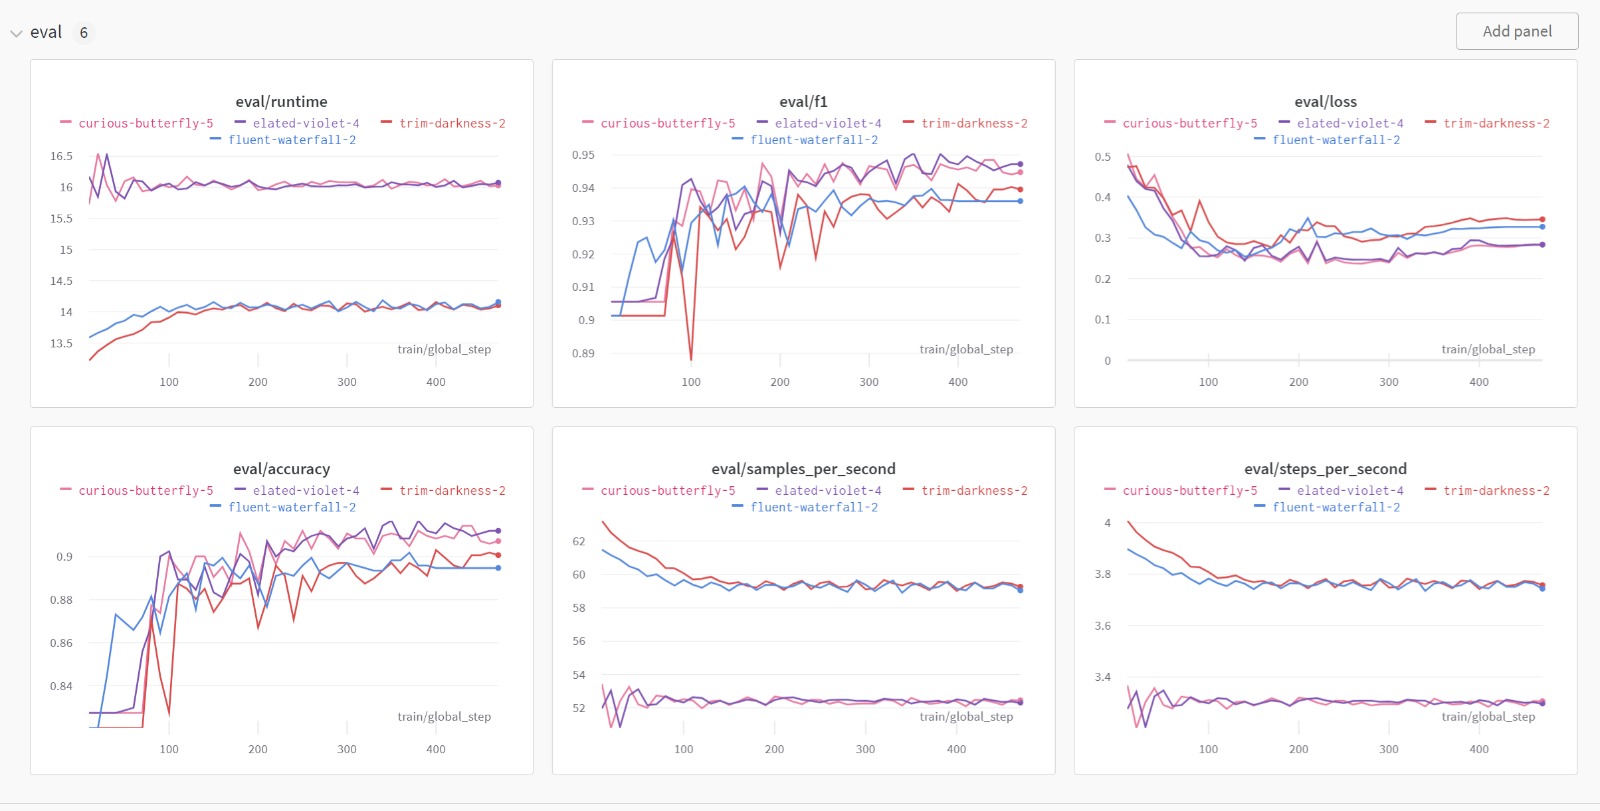 eval 6
Add panel
eval/runtime
curious-butterfly-5 elated-violet-4 trim-darkness-2
fluent-waterfall-2
16.5
16
15.5
15
14.5
14
13.5
train/global_step
100 200 300 400
eval/f1
curious-butterfly-5 elated-violet-4 trim-darkness-2
fluent-waterfall-2
0.95
0.94
0.93
0.92
0.91
0.9
0.89
train/global_step
100 200 300 400
eval/loss
curious-butterfly-5 elated-violet-4 trim-darkness-2
fluent-waterfall-2
0.5
0.4
0.3
0.2
0.1
0
train/global_step
100 200 300 400
eval/accuracy
curious-butterfly-5 elated-violet-4 trim-darkness-2
fluent-waterfall-2
0.9
0.88
0.86
0.84
train/global_step
100 200 300 400
eval/samples_per_second
curious-butterfly-5 elated-violet-4 trim-darkness-2
fluent-waterfall-2
62
60
58
56
54
52
train/global_step
100 200 300 400
eval/steps_per_second
curious-butterfly-5 elated-violet-4 trim-darkness-2
fluent-waterfall-2
4
3.8
3.6
3.4
train/global_step
100 200 300 400